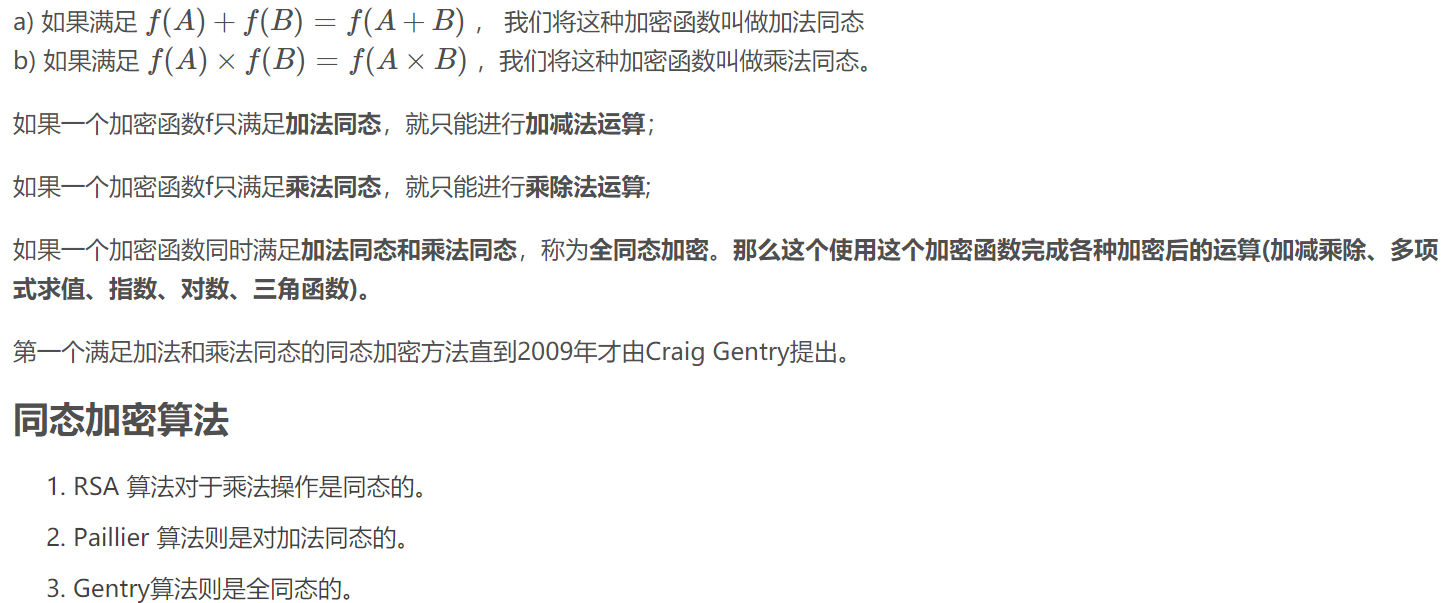 a) 如果满足 f(A) + f(B) = f(A + B) ， 我们将这种加密函数叫做加法同态
b) 如果满足 f(A) × f(B) = f(A × B) ，我们将这种加密函数叫做乘法同态。
如果一个加密函数f只满足加法同态，就只能进行加减法运算；
如果一个加密函数f只满足乘法同态，就只能进行乘除法运算;
如果一个加密函数同时满足加法同态和乘法同态，称为全同态加密。那么这个使用这个加密函数完成各种加密后的运算(加减乘除、多项
式求值、指数、对数、三角函数)。
第一个满足加法和乘法同态的同态加密方法直到2009年才由Craig Gentry提出。
同态加密算法
1. RSA 算法对于乘法操作是同态的。
2. Paillier 算法则是对加法同态的。
3. Gentry算法则是全同态的。